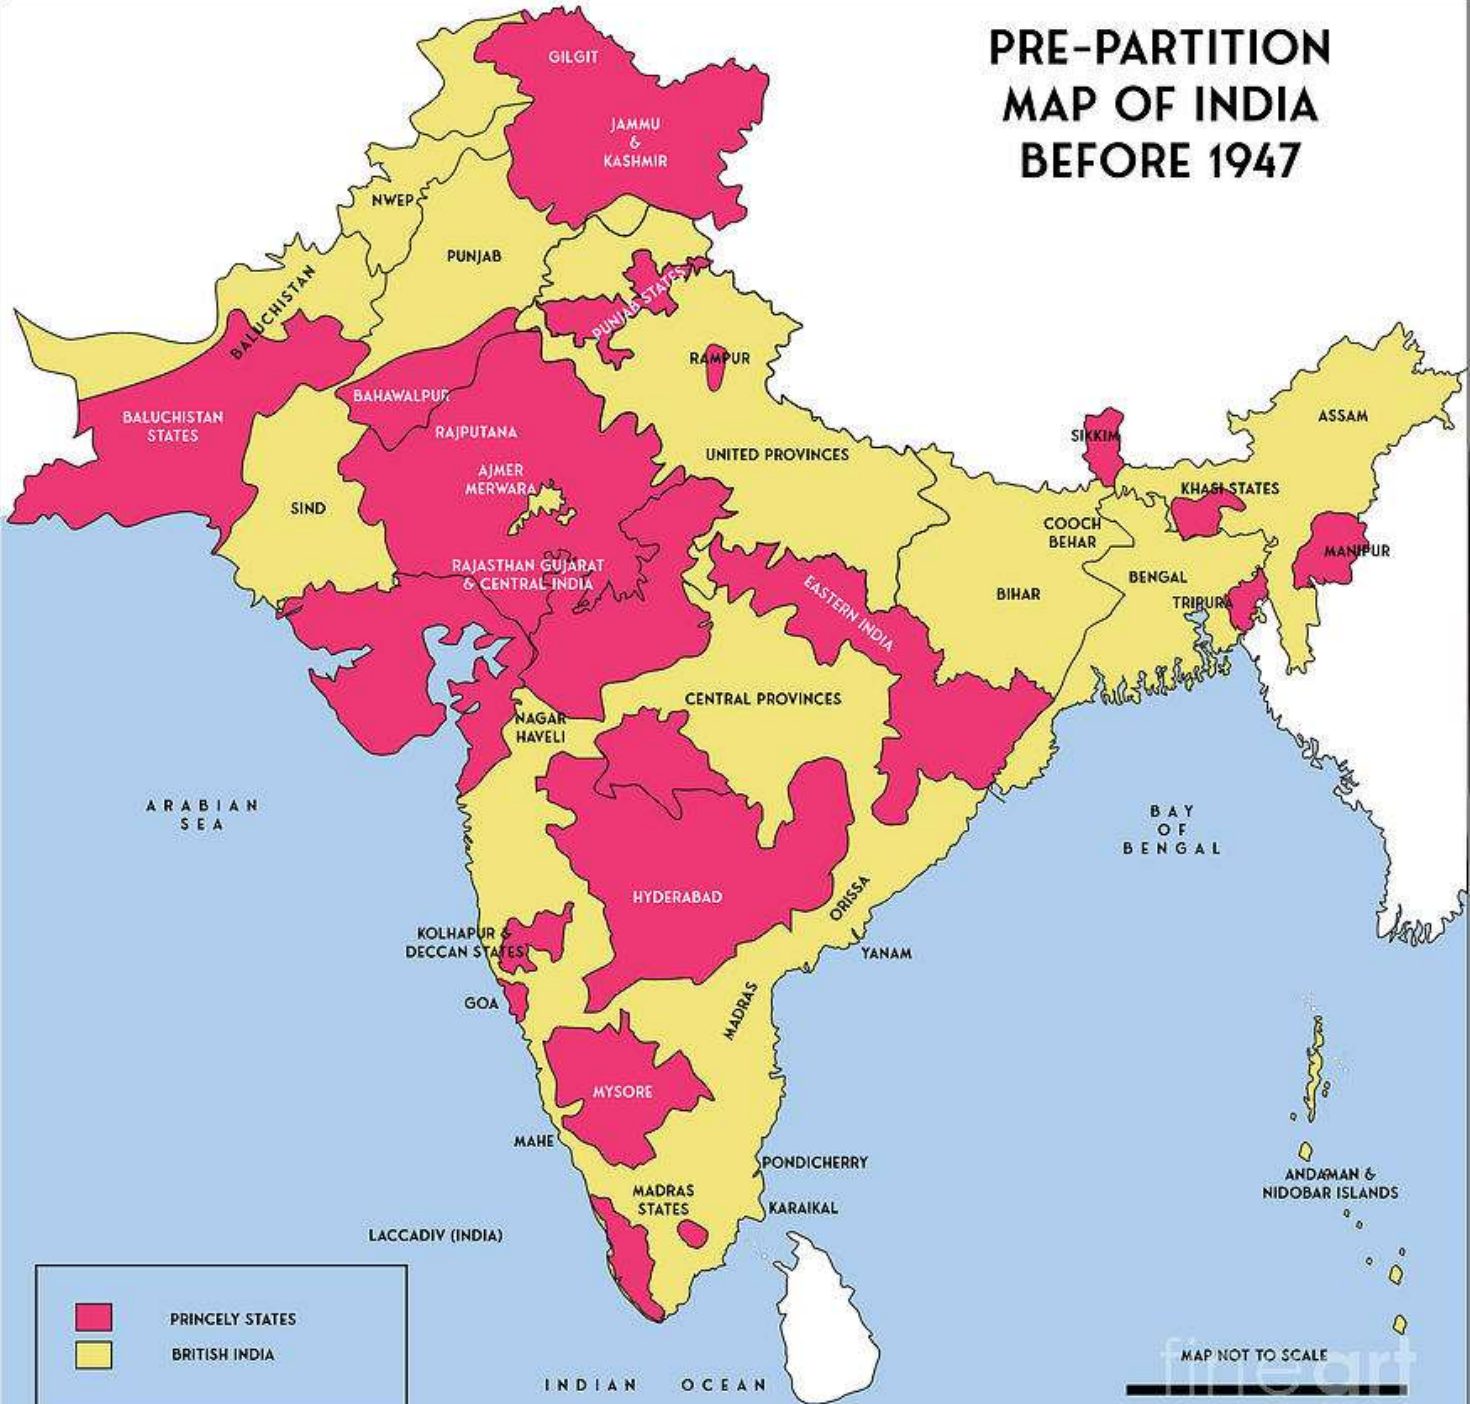 PRE-PARTITION
MAP OF INDIA
BEFORE 1947
GILGIT
JAMMU
&
KASHMIR
NWEP
PUNJAB
BALUCHISTAN
PUNJAB STATES
RAMPUR
BAHAWALPUR
BALUCHISTAN
STATES
RAJPUTANA
ASSAM
SIKKIM
UNITED PROVINCES
AJMER
MERWARA
KHASI STATES
SIND
COOCH
BEHAR
MANIPUR
RAJASTHAN GUJARAT
& CENTRAL INDIA
EASTERN INDIA
BENGAL
BIHAR
TRIPURA
CENTRAL PROVINCES
NAGAR
HAVELI
ARABIAN
SEA
BAY
OF
BENGAL
HYDERABAD
ORISSA
KOLHAPUR &
DECCAN STATES
YANAM
GOA
MADRAS
MYSORE
MAHE
PONDICHERRY
ANDAMAN &
NIDOBAR ISLANDS
MADRAS
STATES
KARAIKAL
LACCADIV (INDIA)
PRINCELY STATES
BRITISH INDIA
MAP NOT TO SCALE
fineart
INDIAN OCEAN